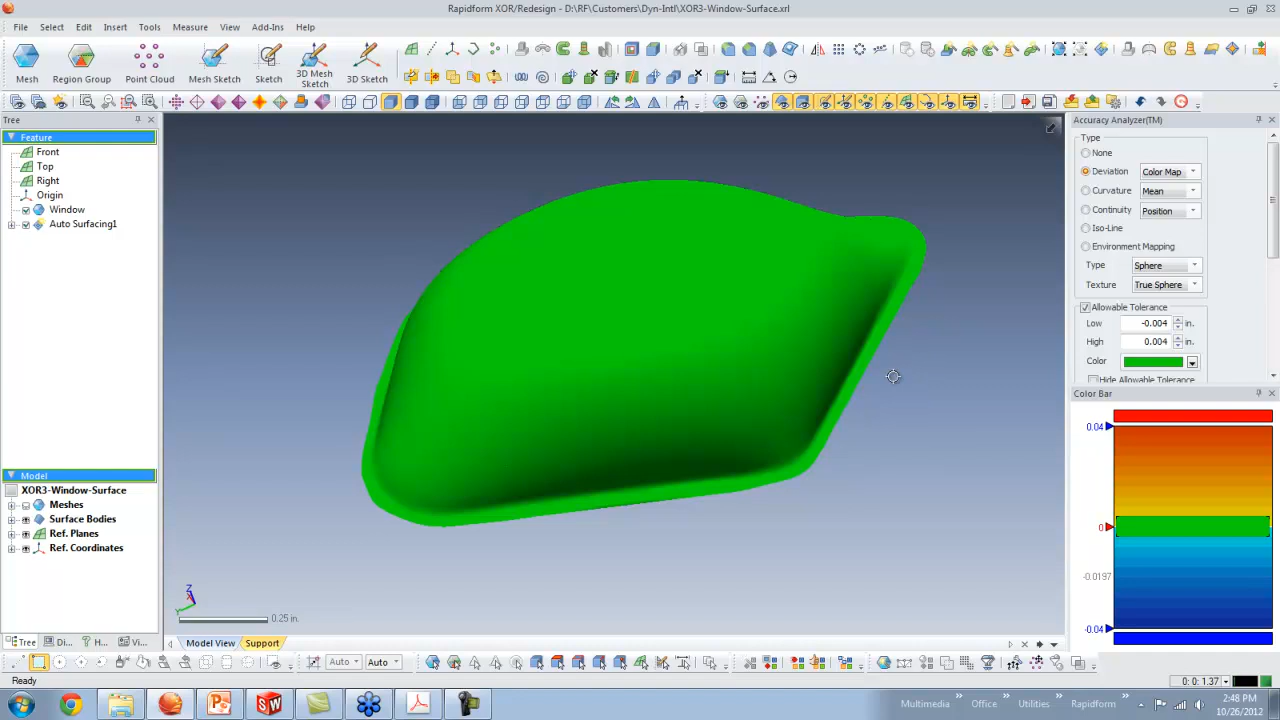 Rapidform XOR/Redesign - D:\RF\Customers\Dyn-Intl\XOR3-Window-Surface.xrl
File Select Edit Insert Tools Measure View Add-Ins Help
Mesh Region Group Point Cloud Mesh Sketch Sketch 3D Mesh Sketch 3D Sketch
Tree
Feature
Front
Top
Right
Origin
Window
Auto Surfacing1
Model
XOR3-Window-Surface
Meshes
Surface Bodies
Ref. Planes
Ref. Coordinates
Tree Di... H... Vi...
Z
Y
0.25 in.
Model View Support
Accuracy Analyzer(TM)
Type
None
Deviation Color Map
Curvature Mean
Continuity Position
Iso-Line
Environment Mapping
Type Sphere
Texture True Sphere
Allowable Tolerance
Low -0.004 in.
High 0.004 in.
Color
Hide Allowable Tolerance
Color Bar
0.04
0
-0.0197
-0.04
Auto Auto
Ready
0: 0: 1.37
Multimedia Office Utilities Rapidform
2:48 PM
10/26/2012